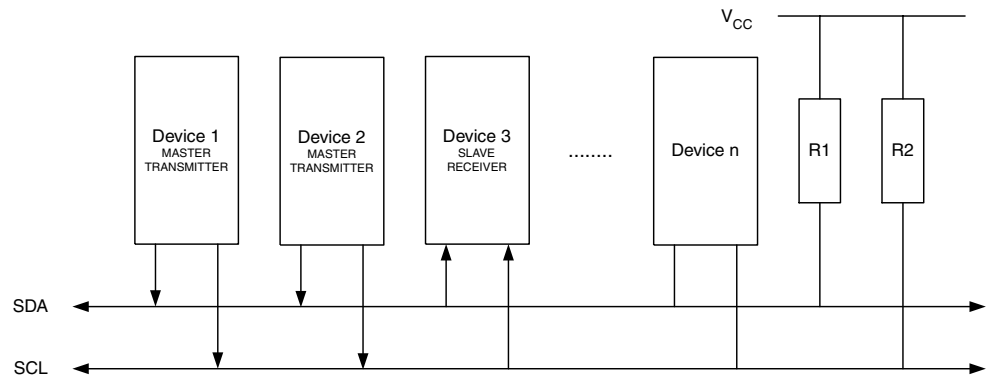 VCC
Device 1
MASTER
TRANSMITTER
Device 2
MASTER
TRANSMITTER
Device 3
SLAVE
RECEIVER
........
Device n
R1
R2
SDA
SCL